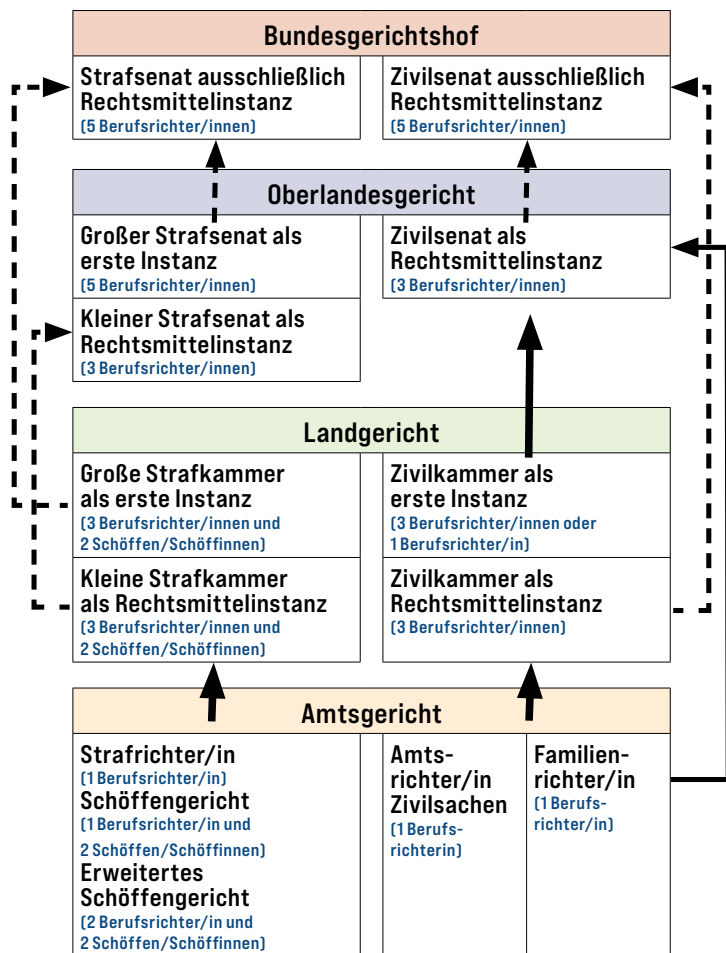 Bundesgerichtshof
Strafsenat ausschließlich
Rechtsmittelinstanz
(5 Berufsrichter/innen)
Zivilsenat ausschließlich
Rechtsmittelinstanz
(5 Berufsrichter/innen)
Oberlandesgericht
Großer Strafsenat als
erste Instanz
(5 Berufsrichter/innen)
Kleiner Strafsenat als
Rechtsmittelinstanz
(3 Berufsrichter/innen)
Zivilsenat als
Rechtsmittelinstanz
(3 Berufsrichter/innen)
Landgericht
Große Strafkammer
als erste Instanz
(3 Berufsrichter/innen und
2 Schöffen/Schöffinnen)
Kleine Strafkammer
als Rechtsmittelinstanz
(3 Berufsrichter/innen und
2 Schöffen/Schöffinnen)
Zivilkammer als
erste Instanz
(3 Berufsrichter/innen oder
1 Berufsrichter/in)
Zivilkammer als
Rechtsmittelinstanz
(3 Berufsrichter/innen)
Amtsgericht
Strafrichter/in
(1 Berufsrichter/in)
Schöffengericht
(1 Berufsrichter/in und
2 Schöffen/Schöffinnen)
Erweitertes
Schöffengericht
(2 Berufsrichter/in und
2 Schöffen/Schöffinnen)
Amts-
richter/in
Zivilsachen
(1 Berufs-
richterin)
Familien-
richter/in
(1 Berufs-
richter/in)